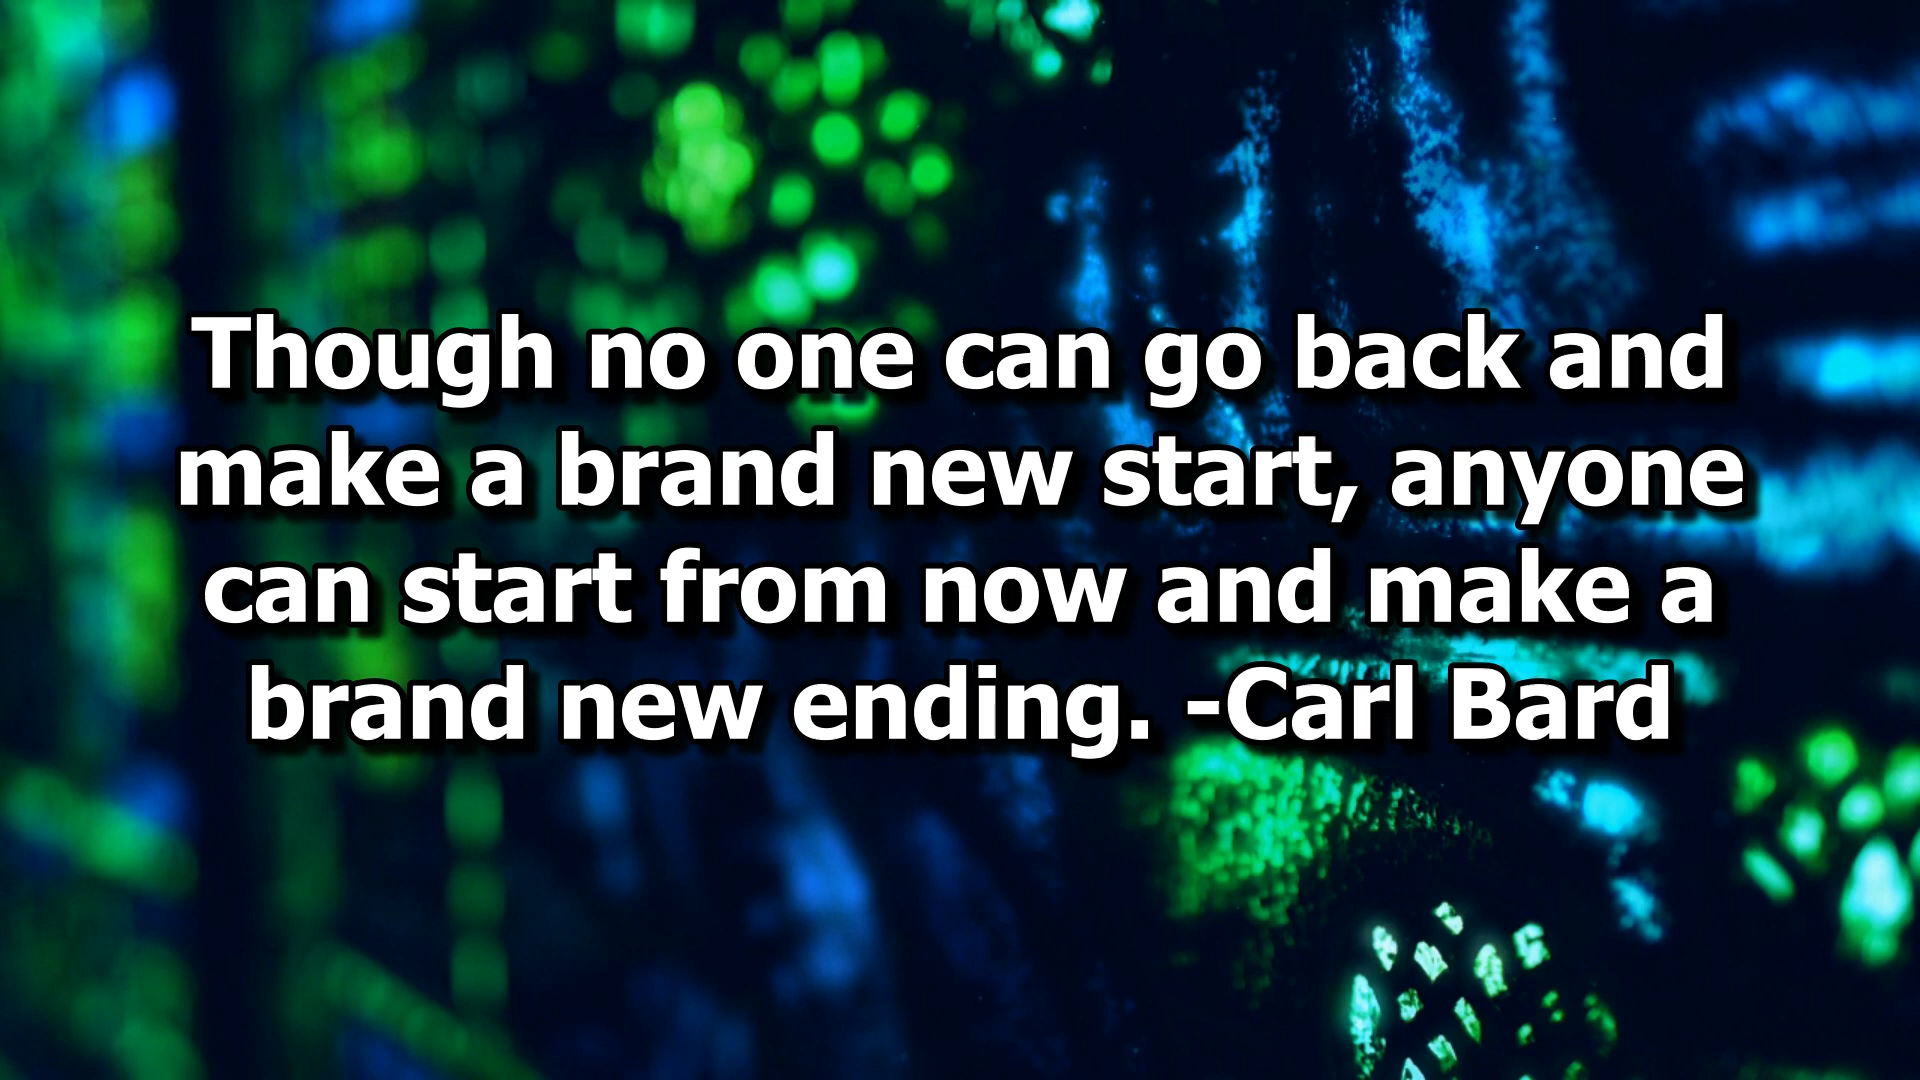 Though no one can go back and
make a brand new start, anyone
can start from now and make a
brand new ending. -Carl Bard